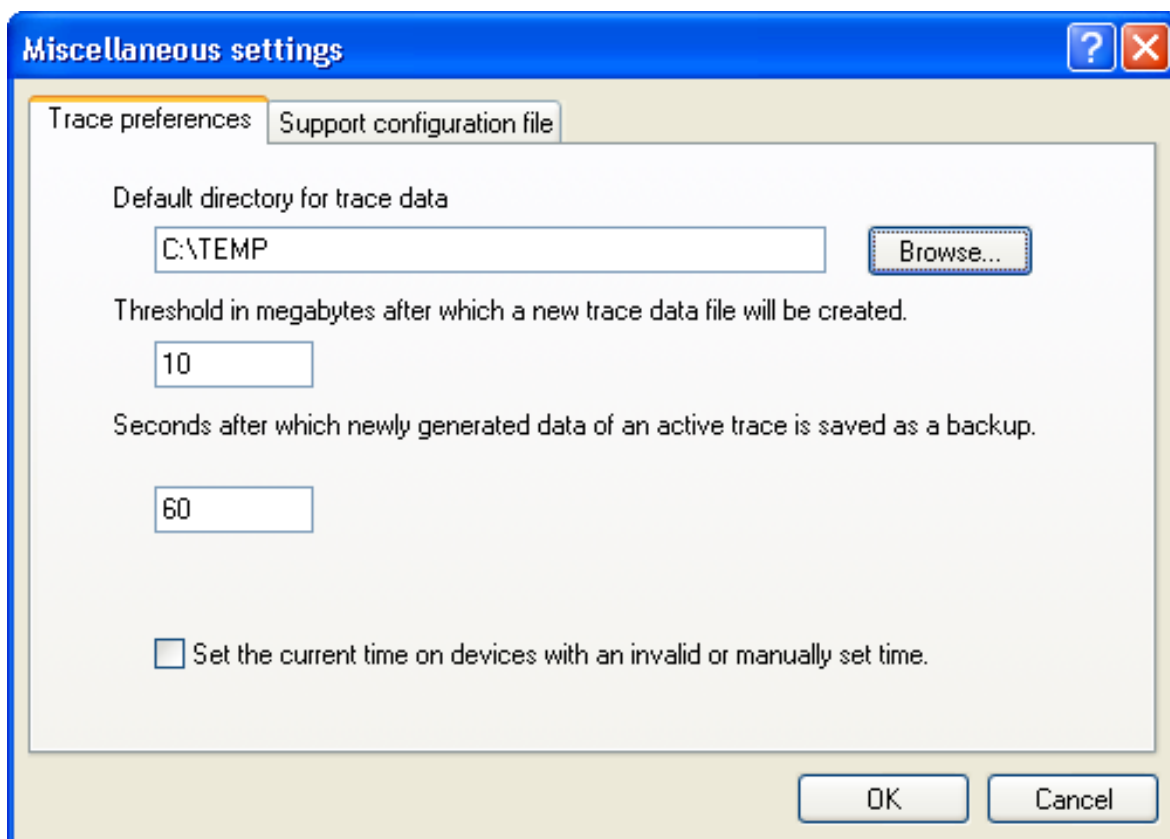 Miscellaneous settings
?
Trace preferences
Support configuration file
Default directory for trace data
C:\TEMP
Browse...
Threshold in megabytes after which a new trace data file will be created.
10
Seconds after which newly generated data of an active trace is saved as a backup.
60
Set the current time on devices with an invalid or manually set time.
OK
Cancel